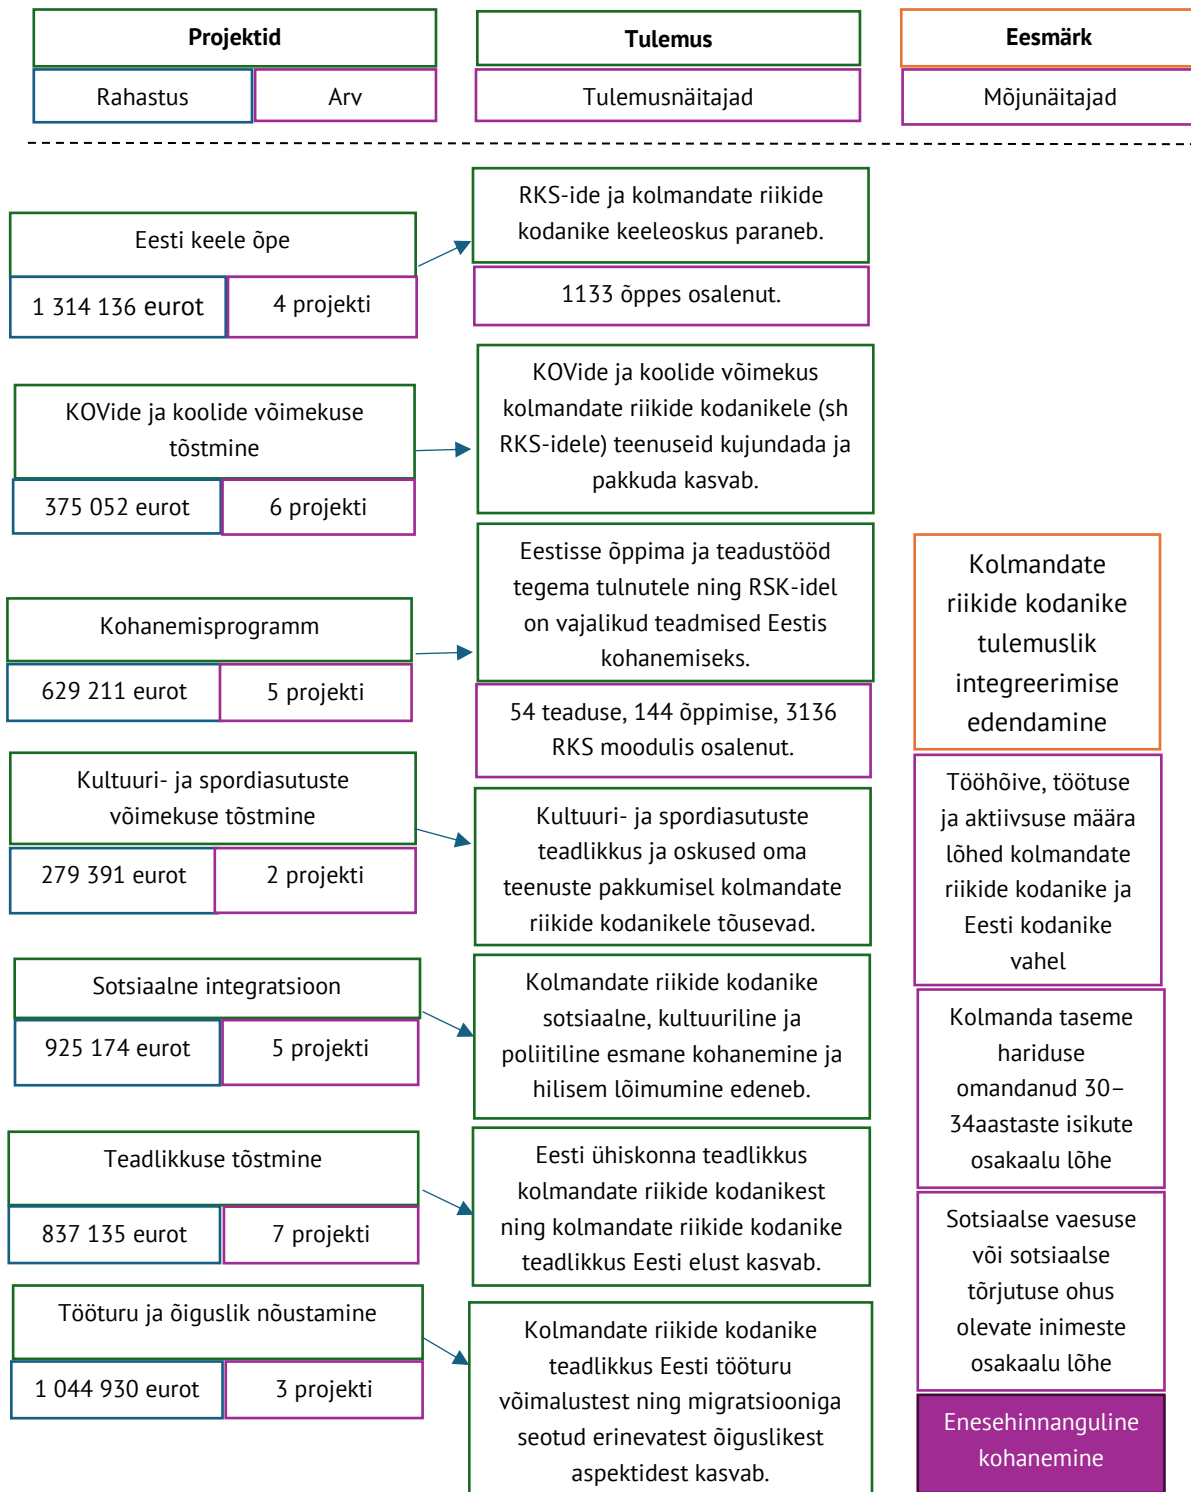 Projektid
Rahastus
Arv
Tulemus
Tulemusnäitajad
Eesmärk
Mõjunäitajad
Eesti keele õpe
1 314 136 eurot
4 projekti
RKS-ide ja kolmandate riikide
kodanike keeleoskus paraneb.
1133 õppes osalenut.
KOVide ja koolide võimekuse
tõstmine
375 052 eurot
6 projekti
KOVide ja koolide võimekus
kolmandate riikide kodanikele (sh
RKS-idele) teenuseid kujundada ja
pakkuda kasvab.
Kohanemisprogramm
629 211 eurot
5 projekti
Eestisse õppima ja teadustööd
tegema tulnutele ning RSK-idel
on vajalikud teadmised Eestis
kohanemiseks.
54 teaduse, 144 õppimise, 3136
RKS moodulis osalenut.
Kultuuri- ja spordiasutuste
võimekuse tõstmine
279 391 eurot
2 projekti
Kultuuri- ja spordiasutuste
teadlikkus ja oskused oma
teenuste pakkumisel kolmandate
riikide kodanikele tõusevad.
Sotsiaalne integratsioon
925 174 eurot
5 projekti
Kolmandate riikide kodanike
sotsiaalne, kultuuriline ja
poliitiline esmane kohanemine ja
hilisem lõimumine edeneb.
Teadlikkuse tõstmine
837 135 eurot
7 projekti
Eesti ühiskonna teadlikkus
kolmandate riikide kodanikest
ning kolmandate riikide kodanike
teadlikkus Eesti elust kasvab.
Tööturu ja õiguslik nõustamine
1 044 930 eurot
3 projekti
Kolmandate riikide kodanike
teadlikkus Eesti tööturu
võimalustest ning migratsiooniga
seotud erinevatest õiguslikest
aspektidest kasvab.
Kolmandate
riikide kodanike
tulemuslik
integreerimise
edendamine
Tööhõive, töötuse
ja aktiivsuse määra
lõhed kolmandate
riikide kodanike ja
Eesti kodanike
vahel
Kolmanda taseme
hariduse
omandanud 30–
34aastaste isikute
osakaalu lõhe
Sotsiaalse vaesuse
või sotsiaalse
tõrjutuse ohus
olevate inimeste
osakaalu lõhe
Enesehinnanguline
kohanemine